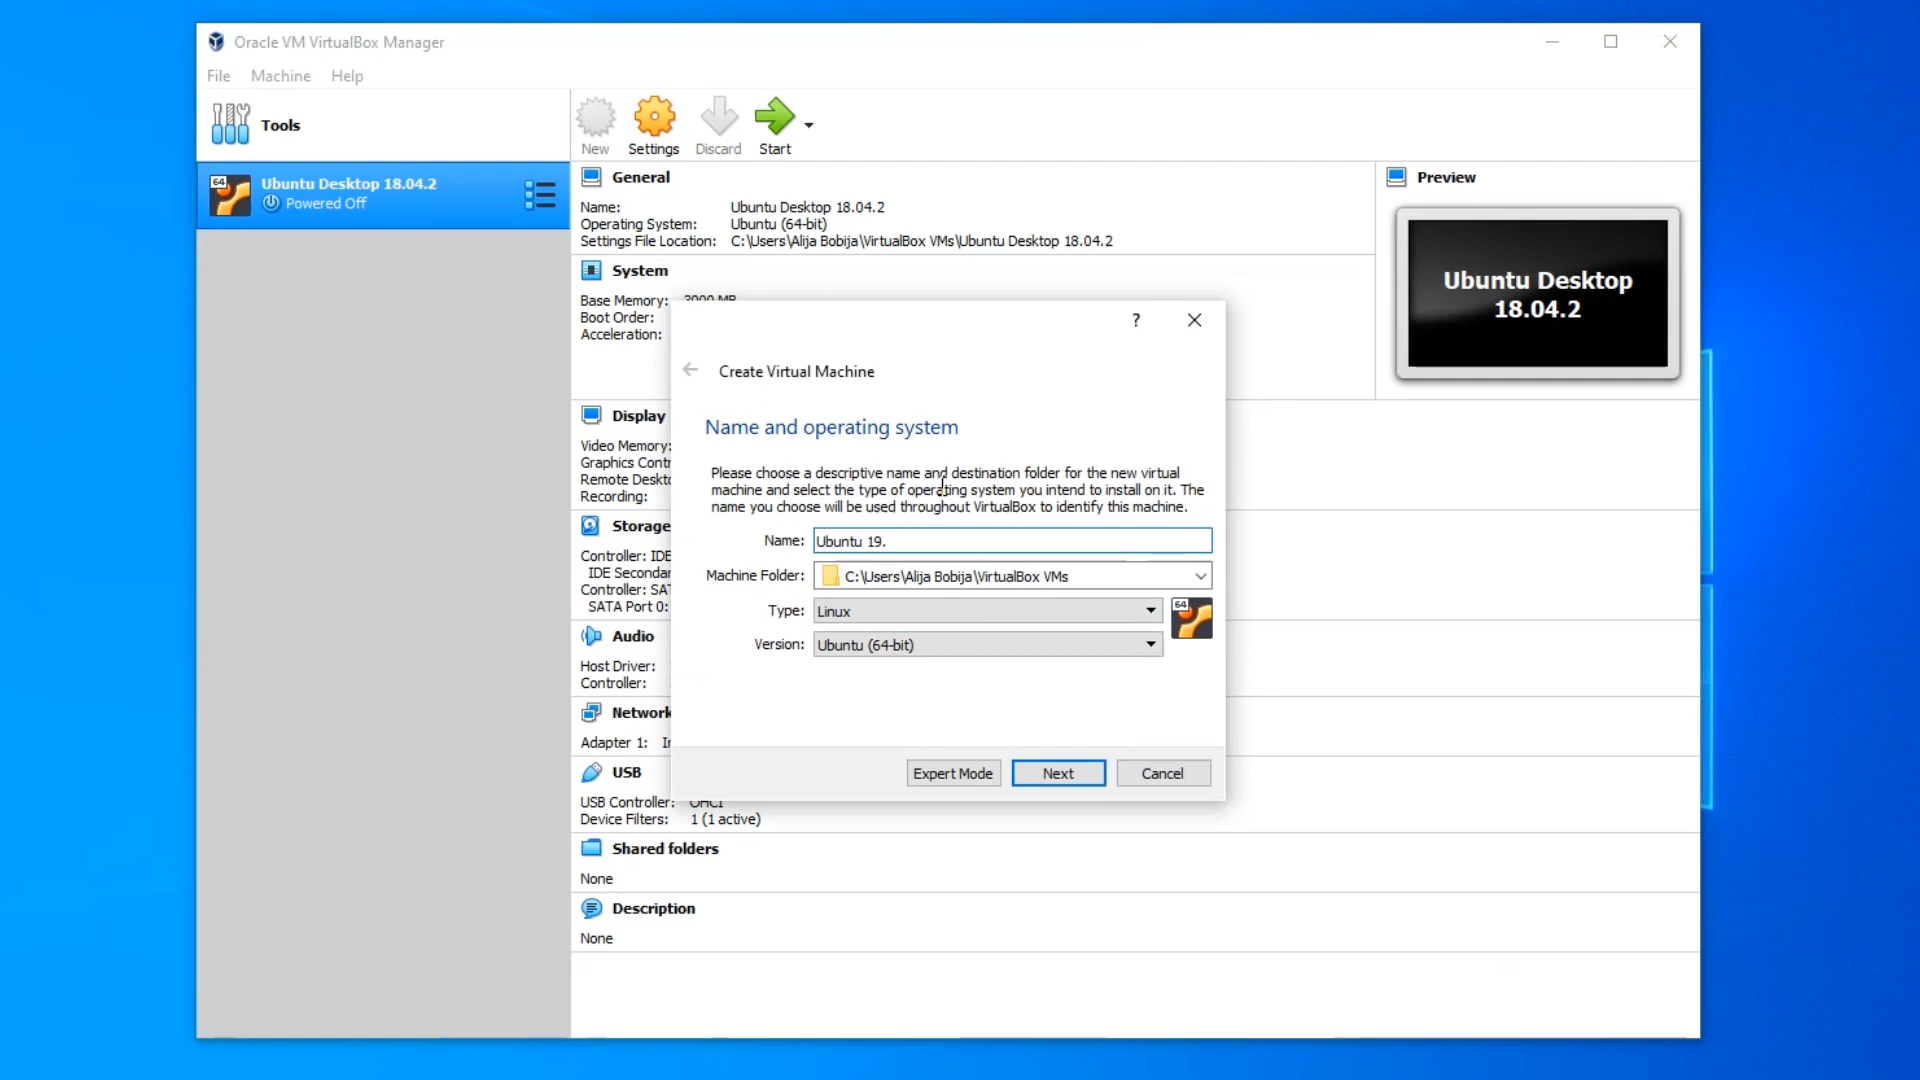 Oracle VM VirtualBox Manager
File Machine Help
Tools
New Settings Discard Start
64
Ubuntu Desktop 18.04.2
Powered Off
General
Name: Ubuntu Desktop 18.04.2
Operating System: Ubuntu (64-bit)
Settings File Location: C:\Users\Alija Bobija\VirtualBox VMs\Ubuntu Desktop 18.04.2
Preview
Ubuntu Desktop
18.04.2
System
Base Memory: 3000 MB
Boot Order:
Acceleration:
Display
Video Memory:
Graphics Contr
Remote Deskto
Recording:
Storage
Controller: IDE
IDE Secondar
Controller: SAT
SATA Port 0:
Audio
Host Driver:
Controller:
Network
Adapter 1: In
USB
USB Controller: OHCI
Device Filters: 1 (1 active)
Shared folders
None
Description
None
?
Create Virtual Machine
Name and operating system
Please choose a descriptive name and destination folder for the new virtual
machine and select the type of operating system you intend to install on it. The
name you choose will be used throughout VirtualBox to identify this machine.
Name: Ubuntu 19.
Machine Folder: C:\Users\Alija Bobija\VirtualBox VMs
Type: Linux
64
Version: Ubuntu (64-bit)
Expert Mode Next Cancel